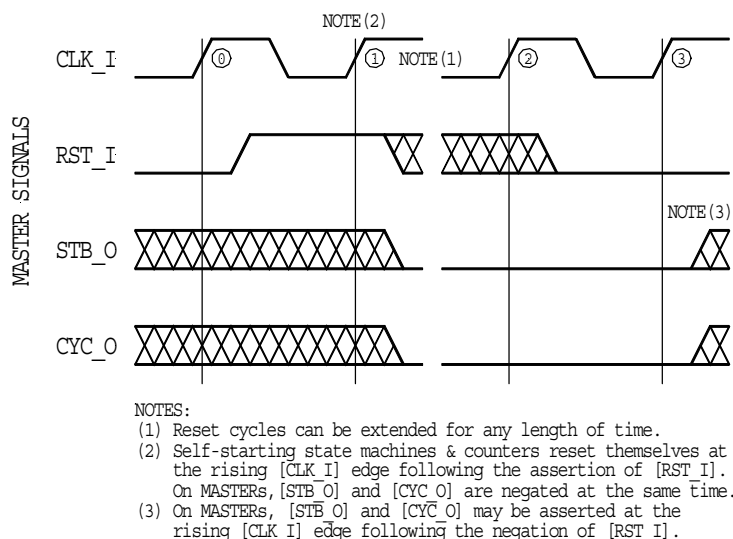 NOTE(2)
CLK_I
0
1
NOTE(1)
2
3
MASTER SIGNALS
RST_I
NOTE(3)
STB_O
CYC_O
NOTES:
(1) Reset cycles can be extended for any length of time.
(2) Self-starting state machines & counters reset themselves at
the rising [CLK_I] edge following the assertion of [RST_I].
On MASTERs,[STB_O] and [CYC_O] are negated at the same time.
(3) On MASTERs, [STB_O] and [CYC_O] may be asserted at the
rising [CLK_I] edge following the negation of [RST_I].